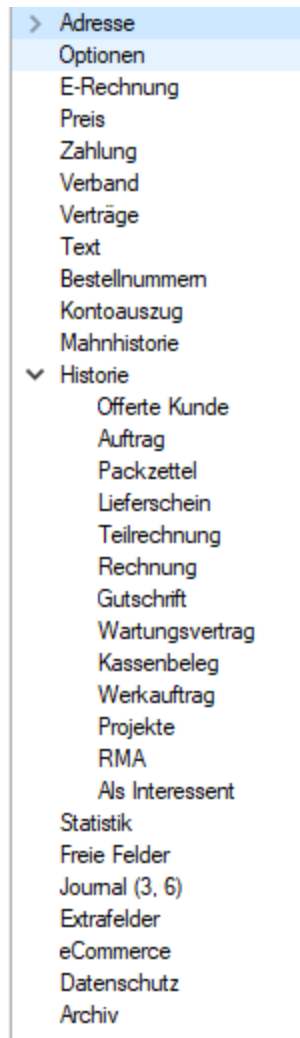 Adresse
Optionen
E-Rechnung
Preis
Zahlung
Verband
Verträge
Text
Bestellnummern
Kontoauszug
Mahnhistorie
Historie
Offerte Kunde
Auftrag
Packzettel
Lieferschein
Teilrechnung
Rechnung
Gutschrift
Wartungsvertrag
Kassenbeleg
Werkauftrag
Projekte
RMA
Als Interessent
Statistik
Freie Felder
Journal (3, 6)
Extrafelder
eCommerce
Datenschutz
Archiv